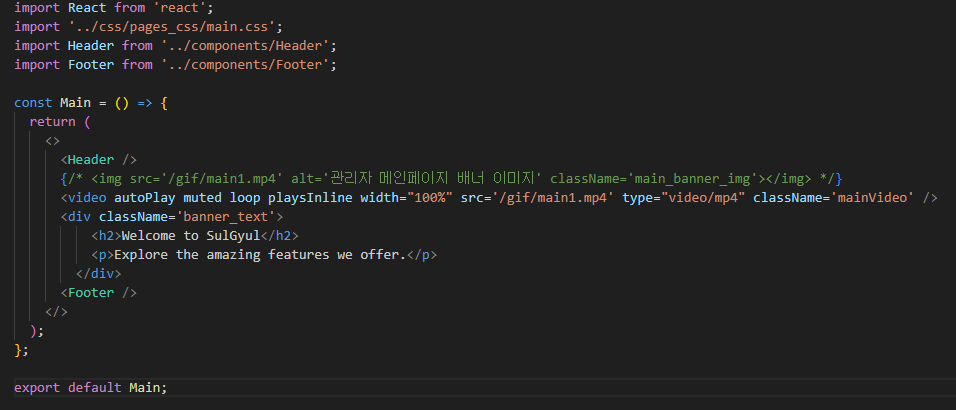 import React from 'react';
import '../css/pages_css/main.css';
import Header from '../components/Header';
import Footer from '../components/Footer';

const Main = () => {
  return (
    <>
      <Header />
      {/* <img src='/gif/main1.mp4' alt='관리자 메인페이지 배너 이미지' className='main_banner_img'></img> */}
      <video autoPlay muted loop playsInline width="100%" src='/gif/main1.mp4' type="video/mp4" className='mainVideo' />
      <div className='banner_text'>
          <h2>Welcome to SulGyul</h2>
          <p>Explore the amazing features we offer.</p>
        </div>
      <Footer />
    </>
  );
};

export default Main;